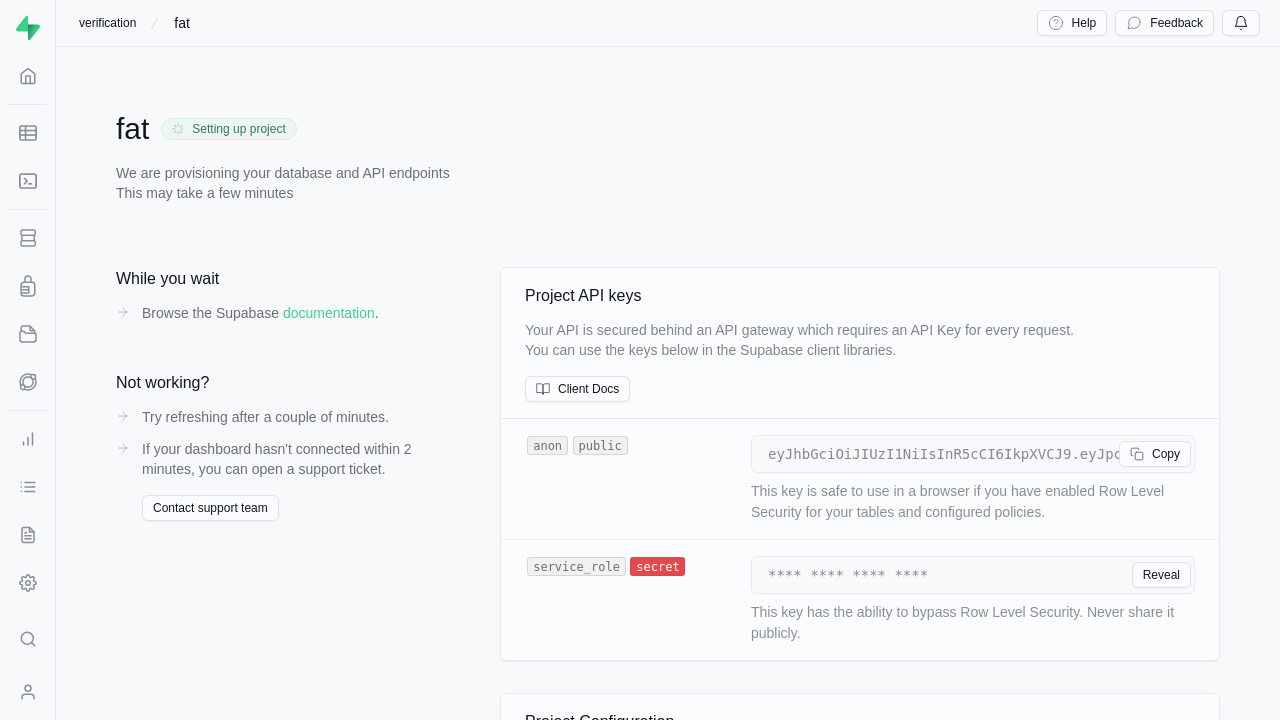 verification / fat
Help
Feedback
fat
Setting up project
We are provisioning your database and API endpoints
This may take a few minutes
While you wait
Browse the Supabase documentation.
Not working?
Try refreshing after a couple of minutes.
If your dashboard hasn't connected within 2
minutes, you can open a support ticket.
Contact support team
Project API keys
Your API is secured behind an API gateway which requires an API Key for every request.
You can use the keys below in the Supabase client libraries.
Client Docs
anon public
eyJhbGciOiJIUzI1NiIsInR5cCI6IkpXVCJ9.eyJpc
Copy
This key is safe to use in a browser if you have enabled Row Level
Security for your tables and configured policies.
service_role secret
**** **** **** ****
Reveal
This key has the ability to bypass Row Level Security. Never share it
publicly.
Project Configuration